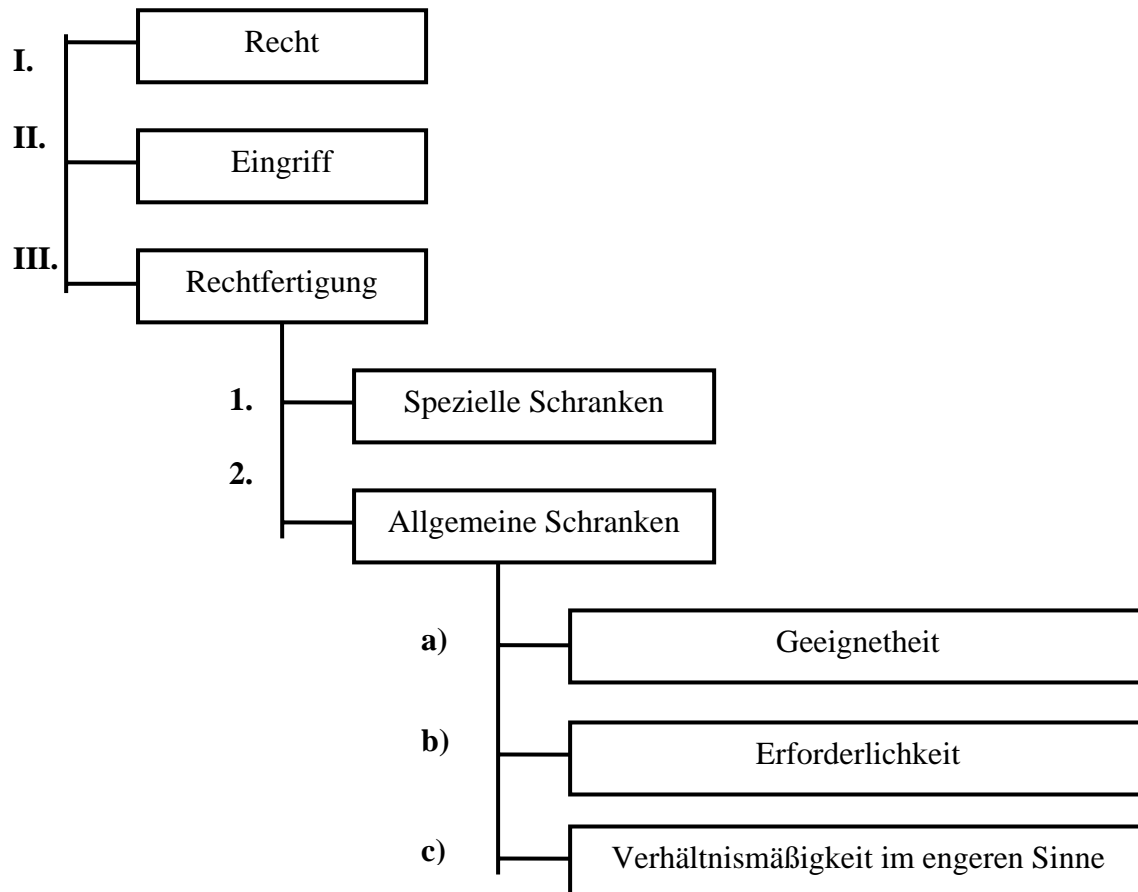 I. Recht
II. Eingriff
III. Rechtfertigung
1. Spezielle Schranken
2. Allgemeine Schranken
a) Geeignetheit
b) Erforderlichkeit
c) Verhältnismäßigkeit im engeren Sinne